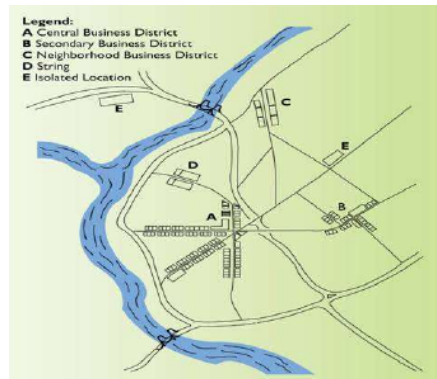 Legend:
A Central Business District
B Secondary Business District
C Neighborhood Business District
D String
E Isolated Location
E
C
E
D
B
A